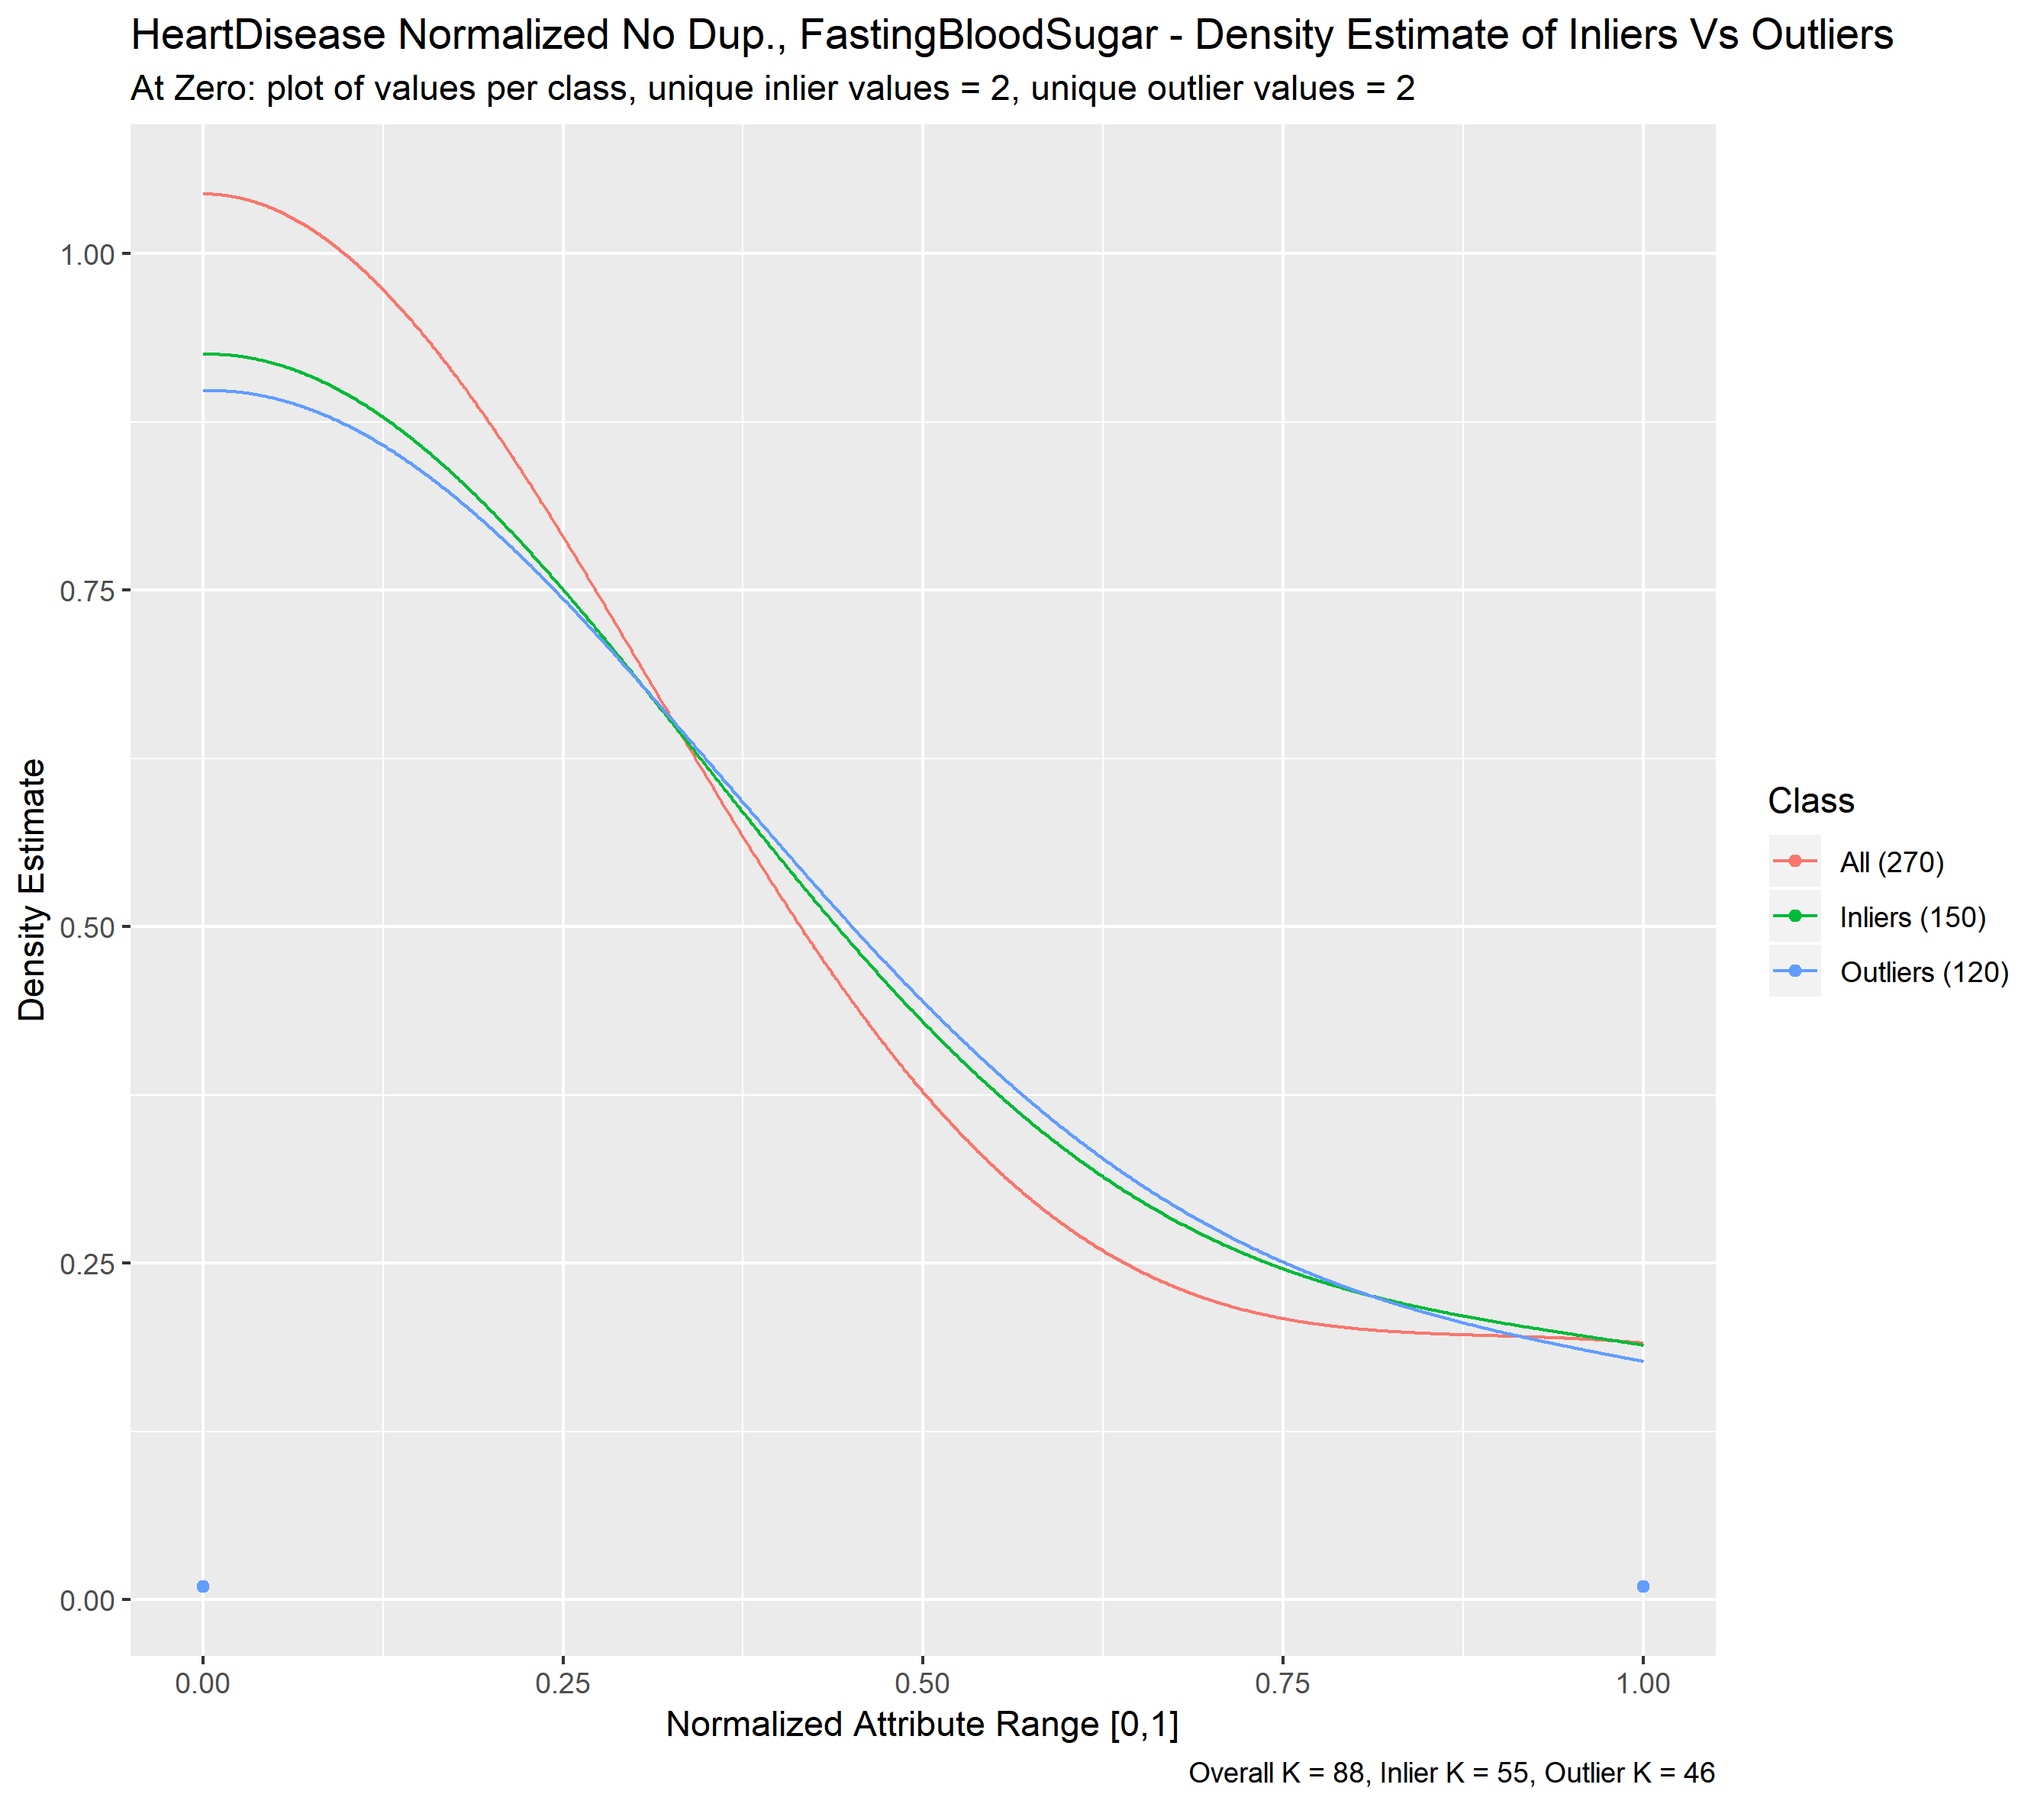 HeartDisease Normalized No Dup., FastingBloodSugar - Density Estimate of Inliers Vs Outliers
At Zero: plot of values per class, unique inlier values = 2, unique outlier values = 2
1.00
0.75
0.50
0.25
0.00
Density Estimate
0.00 0.25 0.50 0.75 1.00
Normalized Attribute Range [0,1]
Class
All (270)
Inliers (150)
Outliers (120)
Overall K = 88, Inlier K = 55, Outlier K = 46